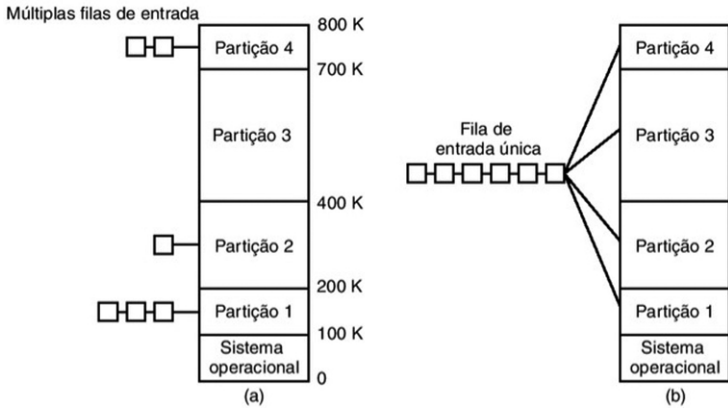 Múltiplas filas de entrada
Partição 4
Partição 3
Partição 2
Partição 1
Sistema
operacional
800 K
700 K
400 K
200 K
100 K
0
(a)
Fila de
entrada única
Partição 4
Partição 3
Partição 2
Partição 1
Sistema
operacional
(b)